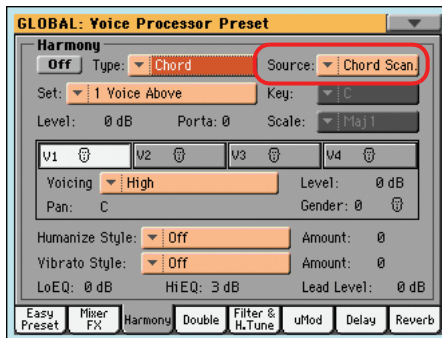 GLOBAL: Voice Processor Preset
Harmony
Off Type: Chord Source: Chord Scan.
Set: 1 Voice Above Key: C
Level: 0 dB Porta: 0 Scale: Maj1
V1 V2 V3 V4
Voicing High Level: 0 dB
Pan: C Gender: 0
Humanize Style: Off Amount: 0
Vibrato Style: Off Amount: 0
LoEQ: 0 dB HiEQ: 3 dB Lead Level: 0 dB
Easy Preset Mixer FX Harmony Double Filter & H.Tune uMod Delay Reverb